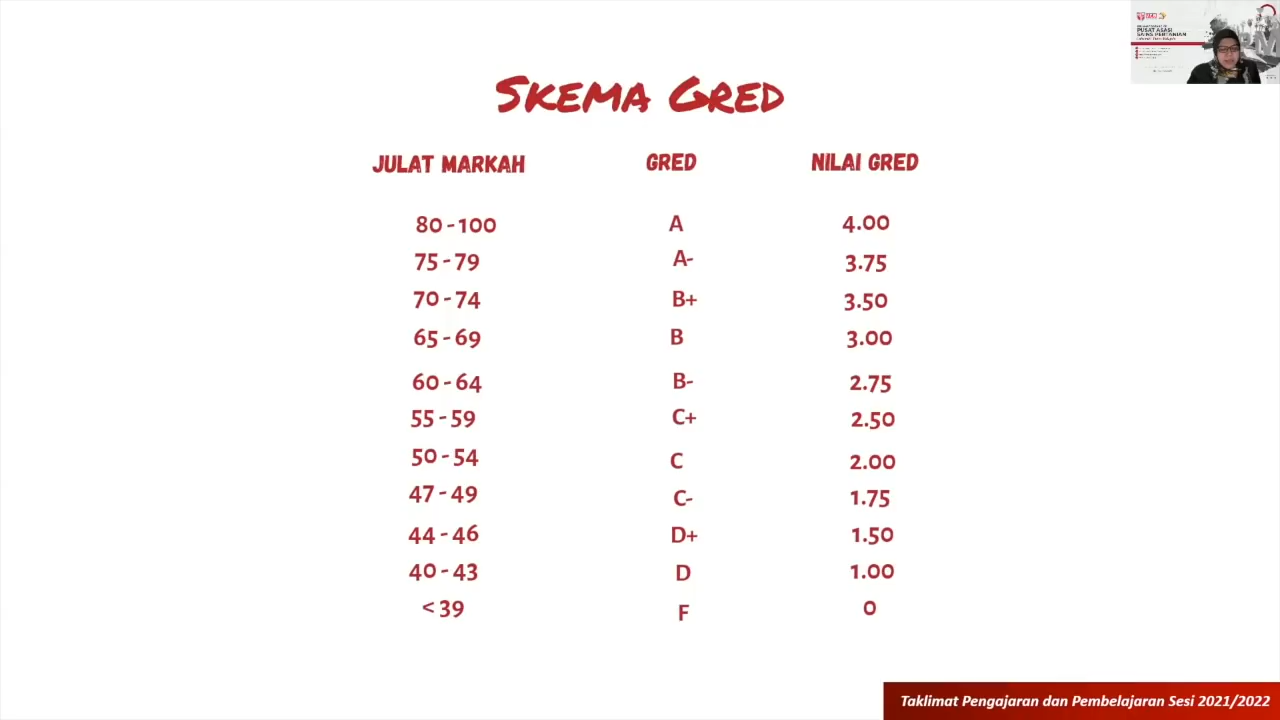 UPM
PUSAT ASASI
SAINS PERTANIAN
SKEMA GRED
JULAT MARKAH GRED NILAI GRED
80 - 100 A 4.00
75 - 79 A- 3.75
70 - 74 B+ 3.50
65 - 69 B 3.00
60 - 64 B- 2.75
55 - 59 C+ 2.50
50 - 54 C 2.00
47 - 49 C- 1.75
44 - 46 D+ 1.50
40 - 43 D 1.00
< 39 F 0
Taklimat Pengajaran dan Pembelajaran Sesi 2021/2022